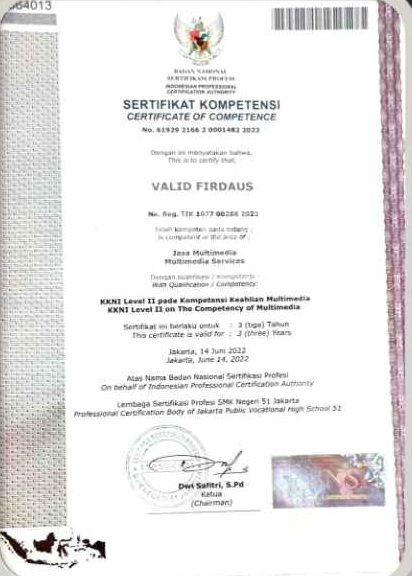 64013
BADAN NASIONAL
SERTIFIKASI PROFESI
INDONESIAN PROFESSIONAL
CERTIFICATION AUTHORITY
SERTIFIKAT KOMPETENSI
CERTIFICATE OF COMPETENCE
No. 61929 2166 2 0001482 2022
Dengan ini menyatakan bahwa,
This is to certify that,
VALID FIRDAUS
No. Reg. TIK 1077 00288 2022
Telah kompeten pada bidang :
Is competent in the area of :
Jasa Multimedia
Multimedia Services
Dengan Kualifikasi / Kompetensi :
With Qualification / Competency:
KKNI Level II pada Kompetensi Keahlian Multimedia
KKNI Level II on The Competency of Multimedia
Sertifikat ini berlaku untuk : 3 (tiga) Tahun
This certificate is valid for : 3 (three) Years
Jakarta, 14 Juni 2022
Jakarta, June 14, 2022
Atas Nama Badan Nasional Sertifikasi Profesi
On behalf of Indonesian Professional Certification Authority
Lembaga Sertifikasi Profesi SMK Negeri 51 Jakarta
Professional Certification Body of Jakarta Public Vocational High School 51
Dwi Safitri, S.Pd
Ketua
(Chairman)